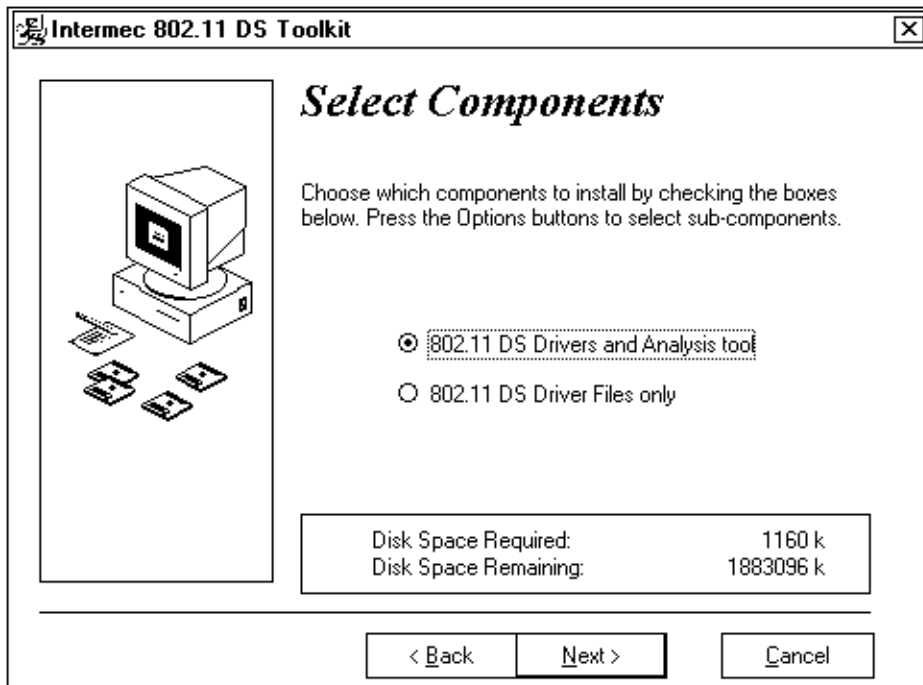 Intermec 802.11 DS Toolkit
Select Components
Choose which components to install by checking the boxes
below. Press the Options buttons to select sub-components.
802.11 DS Drivers and Analysis tool
802.11 DS Driver Files only
Disk Space Required: 1160 k
Disk Space Remaining: 1883096 k
< Back Next > Cancel